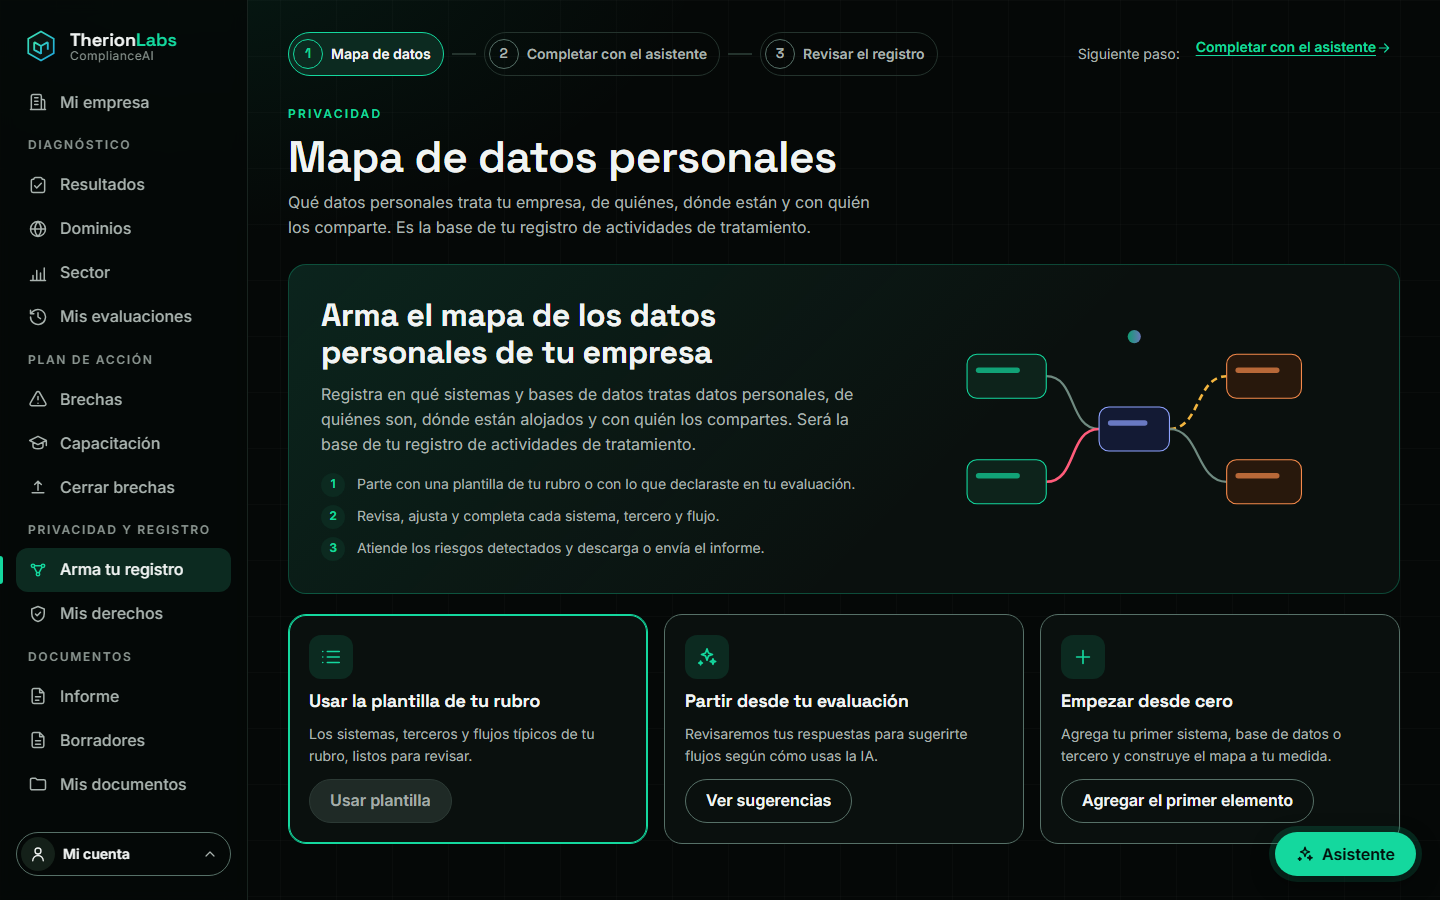 TherionLabs
ComplianceAI
Mi empresa
DIAGNÓSTICO
Resultados
Dominios
Sector
Mis evaluaciones
PLAN DE ACCIÓN
Brechas
Capacitación
Cerrar brechas
PRIVACIDAD Y REGISTRO
Arma tu registro
Mis derechos
DOCUMENTOS
Informe
Borradores
Mis documentos
Mi cuenta
1 Mapa de datos
2 Completar con el asistente
3 Revisar el registro
Siguiente paso: Completar con el asistente →
PRIVACIDAD
Mapa de datos personales
Qué datos personales trata tu empresa, de quiénes, dónde están y con quién
los comparte. Es la base de tu registro de actividades de tratamiento.
Arma el mapa de los datos
personales de tu empresa
Registra en qué sistemas y bases de datos tratas datos personales, de
quiénes son, dónde están alojados y con quién los compartes. Será la
base de tu registro de actividades de tratamiento.
1 Parte con una plantilla de tu rubro o con lo que declaraste en tu evaluación.
2 Revisa, ajusta y completa cada sistema, tercero y flujo.
3 Atiende los riesgos detectados y descarga o envía el informe.
Usar la plantilla de tu rubro
Los sistemas, terceros y flujos típicos de tu
rubro, listos para revisar.
Usar plantilla
Partir desde tu evaluación
Revisaremos tus respuestas para sugerirte
flujos según cómo usas la IA.
Ver sugerencias
Empezar desde cero
Agrega tu primer sistema, base de datos o
tercero y construye el mapa a tu medida.
Agregar el primer elemento
Asistente